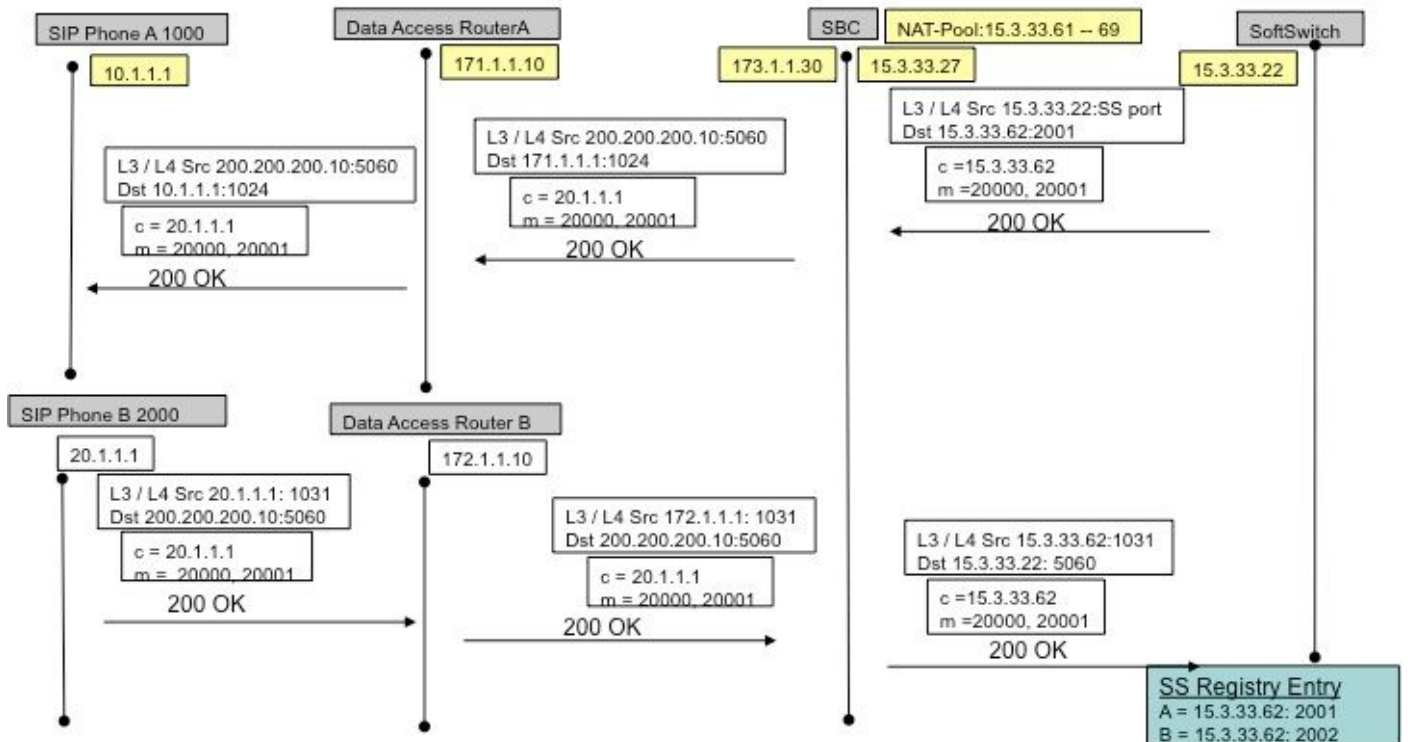 SIP Phone A 1000
Data Access RouterA
SBC
NAT-Pool:15.3.33.61 -- 69
SoftSwitch
10.1.1.1
171.1.1.10
173.1.1.30
15.3.33.27
15.3.33.22
L3 / L4 Src 15.3.33.22:SS port
Dst 15.3.33.62:2001
c =15.3.33.62
m =20000, 20001
200 OK
L3 / L4 Src 200.200.200.10:5060
Dst 171.1.1.1:1024
c = 20.1.1.1
m = 20000, 20001
200 OK
L3 / L4 Src 200.200.200.10:5060
Dst 10.1.1.1:1024
c = 20.1.1.1
m = 20000, 20001
200 OK
SIP Phone B 2000
Data Access Router B
20.1.1.1
172.1.1.10
L3 / L4 Src 20.1.1.1: 1031
Dst 200.200.200.10:5060
c = 20.1.1.1
m = 20000, 20001
200 OK
L3 / L4 Src 172.1.1.1: 1031
Dst 200.200.200.10:5060
c = 20.1.1.1
m = 20000, 20001
200 OK
L3 / L4 Src 15.3.33.62:1031
Dst 15.3.33.22: 5060
c =15.3.33.62
m =20000, 20001
200 OK
SS Registry Entry
A = 15.3.33.62: 2001
B = 15.3.33.62: 2002